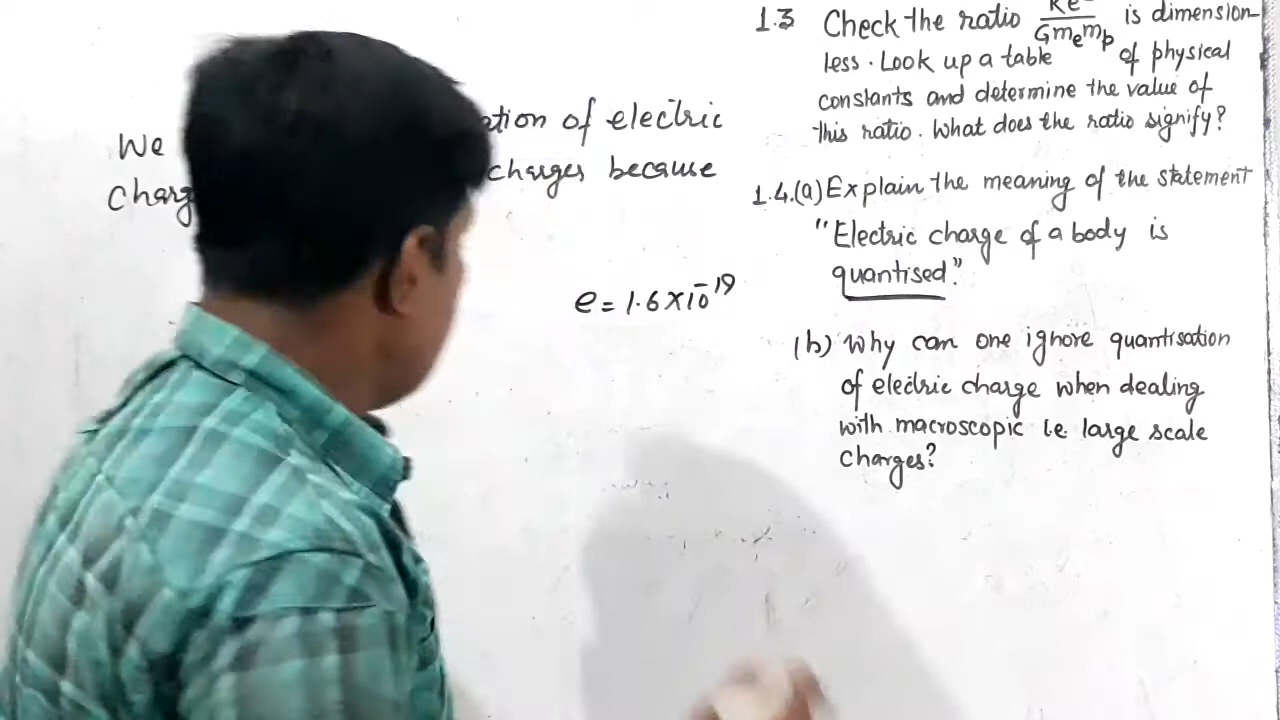 We
ation of electric
charg
charges because
e = 1.6 × 10⁻¹⁹
1.3 Check the ratio Ke / Gmₑmₚ is dimension-
less. Look up a table of physical
constants and determine the value of
this ratio. What does the ratio signify?
1.4.(a) Explain the meaning of the statement
"Electric charge of a body is
quantised."
(b) Why can one ignore quantisation
of electric charge when dealing
with macroscopic i.e large scale
charges?